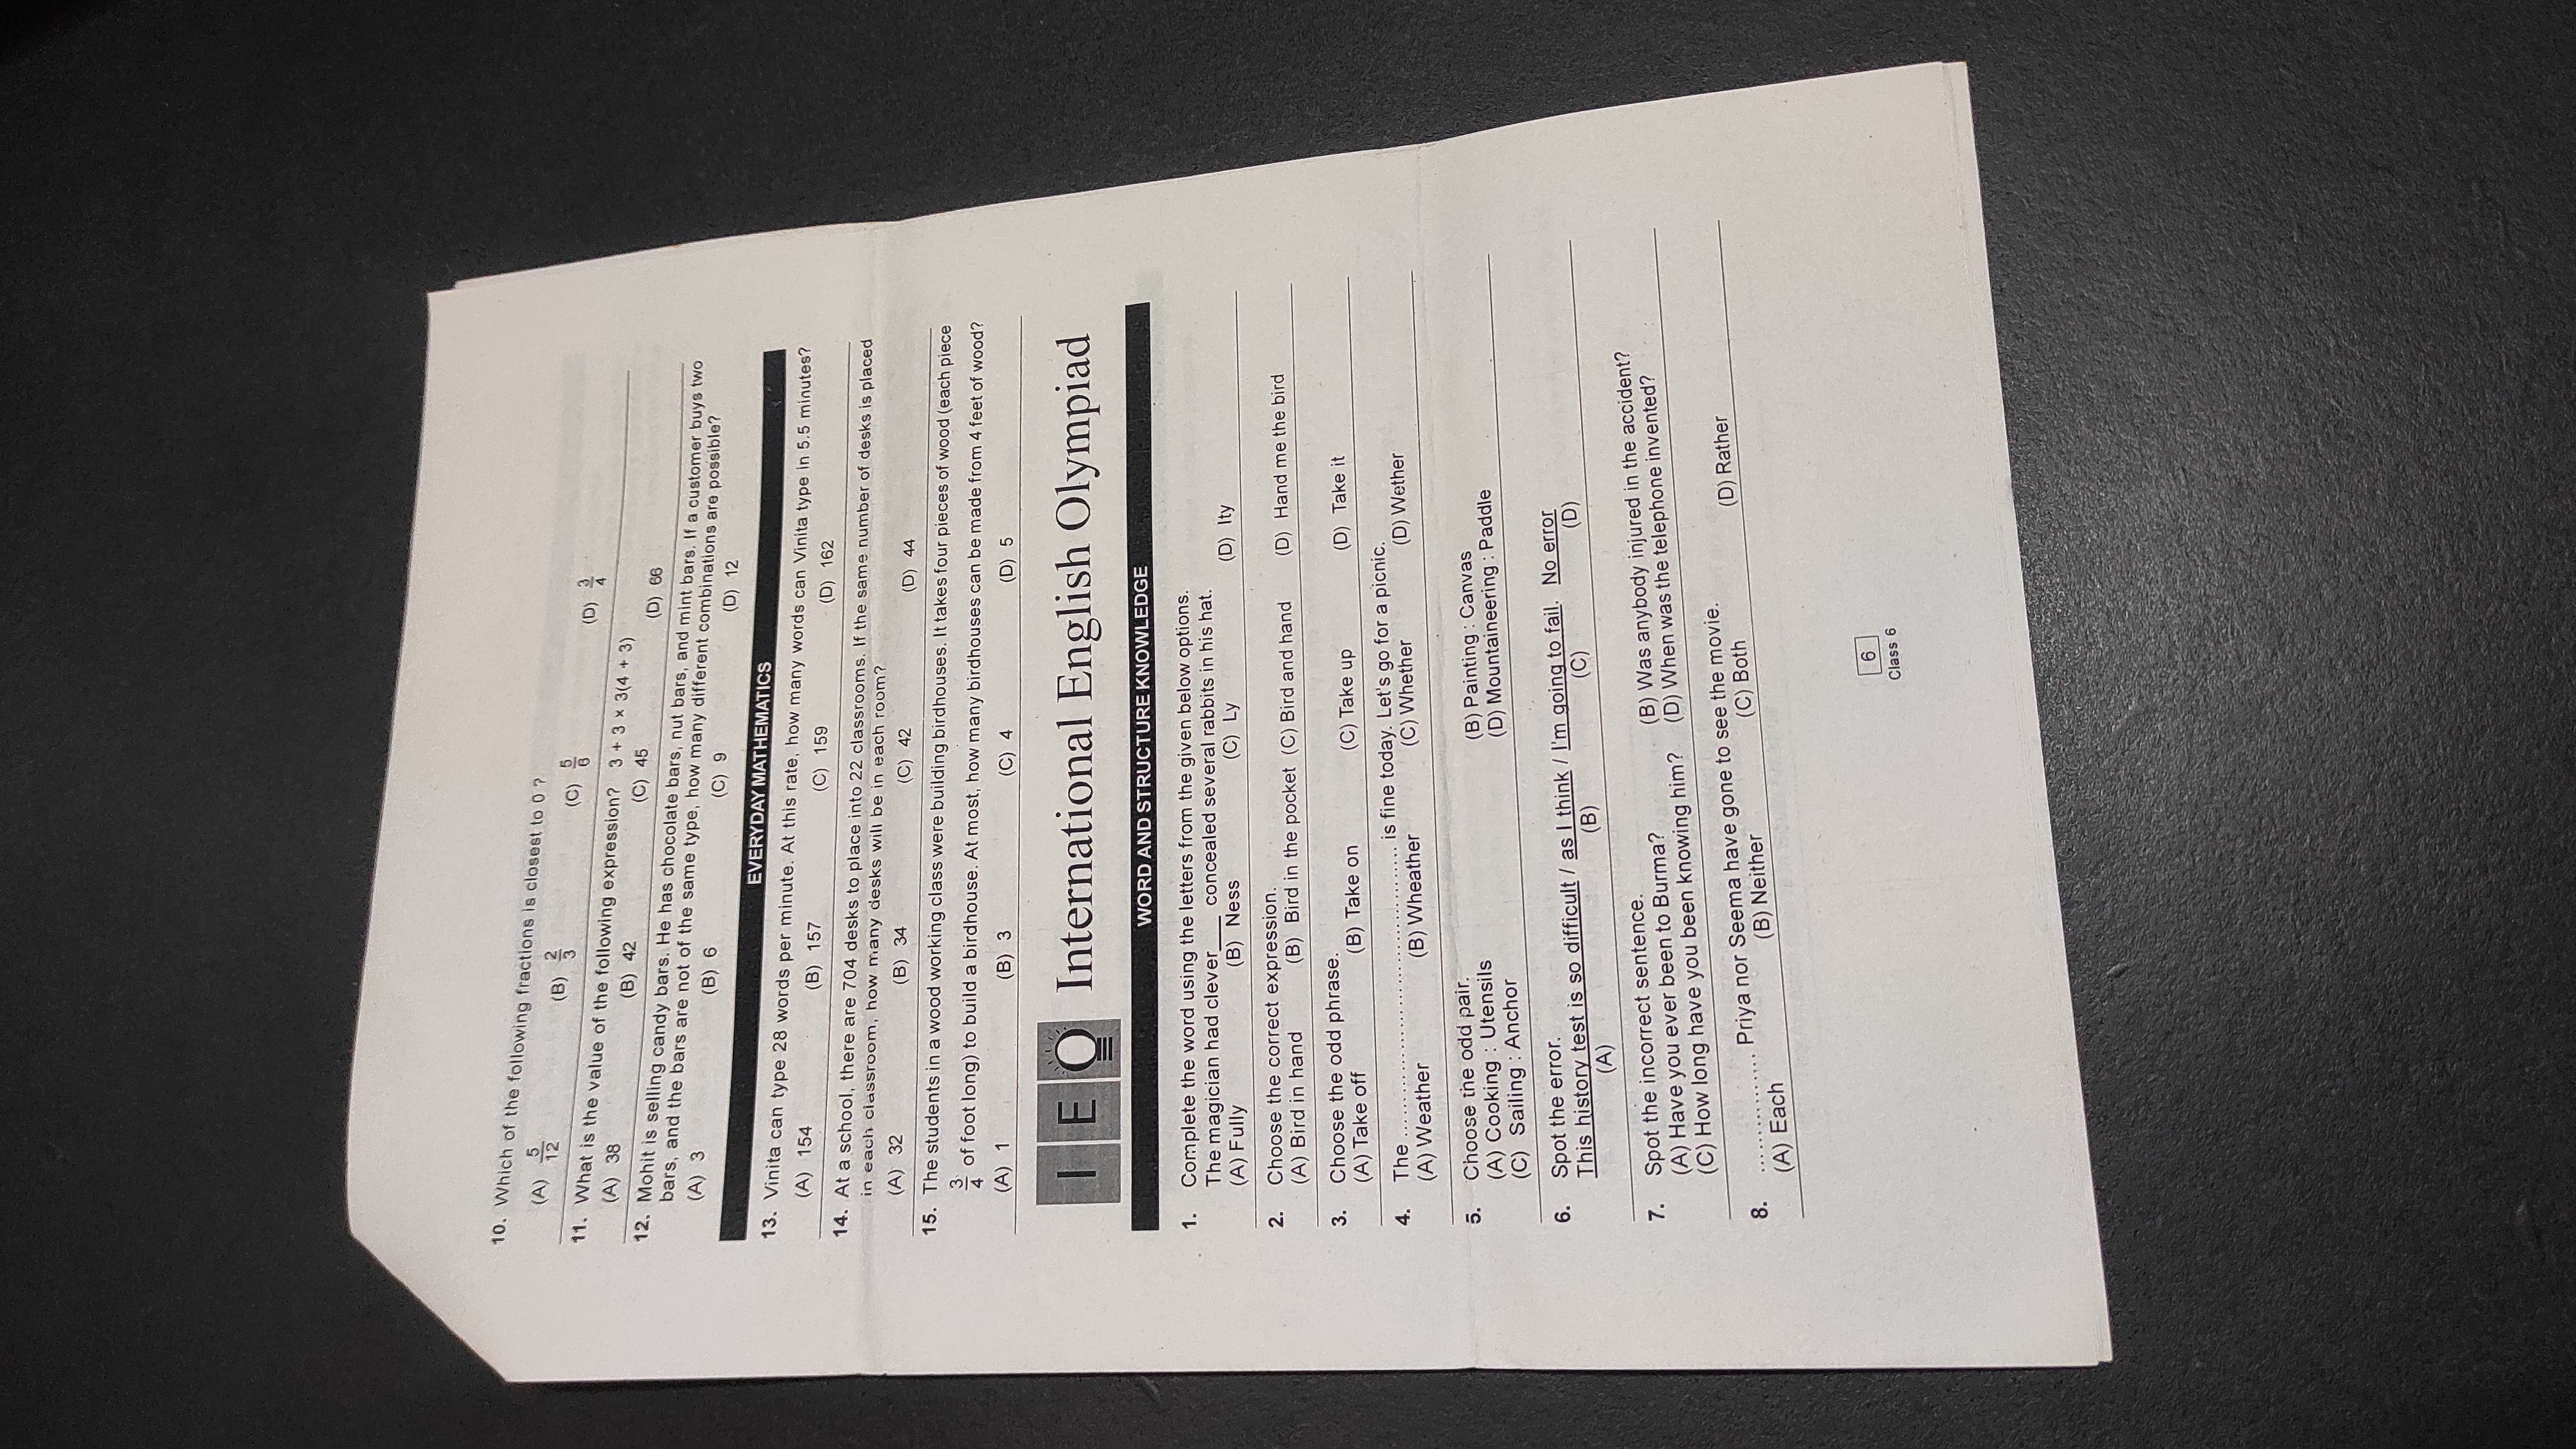 10. Which of the following fractions is closest to 0 ?
(A) 5/12 (B) 2/3 (C) 5/6 (D) 3/4
11. What is the value of the following expression? 3 + 3 × 3(4 + 3)
(A) 38 (B) 42 (C) 45 (D) 66
12. Mohit is selling candy bars. He has chocolate bars, nut bars, and mint bars. If a customer buys two
bars, and the bars are not of the same type, how many different combinations are possible?
(A) 3 (B) 6 (C) 9 (D) 12
EVERYDAY MATHEMATICS
13. Vinita can type 28 words per minute. At this rate, how many words can Vinita type in 5.5 minutes?
(A) 154 (B) 157 (C) 159 (D) 162
14. At a school, there are 704 desks to place into 22 classrooms. If the same number of desks is placed
in each classroom, how many desks will be in each room?
(A) 32 (B) 34 (C) 42 (D) 44
15. The students in a wood working class were building birdhouses. It takes four pieces of wood (each piece
3/4 of foot long) to build a birdhouse. At most, how many birdhouses can be made from 4 feet of wood?
(A) 1 (B) 3 (C) 4 (D) 5
IEO International English Olympiad
WORD AND STRUCTURE KNOWLEDGE
1. Complete the word using the letters from the given below options.
The magician had clever___ concealed several rabbits in his hat.
(A) Fully (B) Ness (C) Ly (D) Ity
2. Choose the correct expression.
(A) Bird in hand (B) Bird in the pocket (C) Bird and hand (D) Hand me the bird
3. Choose the odd phrase.
(A) Take off (B) Take on (C) Take up (D) Take it
4. The ........................................ is fine today. Let's go for a picnic.
(A) Weather (B) Wheather (C) Whether (D) Wether
5. Choose the odd pair.
(A) Cooking : Utensils (B) Painting : Canvas
(C) Sailing : Anchor (D) Mountaineering : Paddle
6. Spot the error.
This history test is so difficult / as I think / I'm going to fail. No error
(A) (B) (C) (D)
7. Spot the incorrect sentence.
(A) Have you ever been to Burma? (B) Was anybody injured in the accident?
(C) How long have you been knowing him? (D) When was the telephone invented?
8. ................ Priya nor Seema have gone to see the movie.
(A) Each (B) Neither (C) Both (D) Rather
6
Class 6